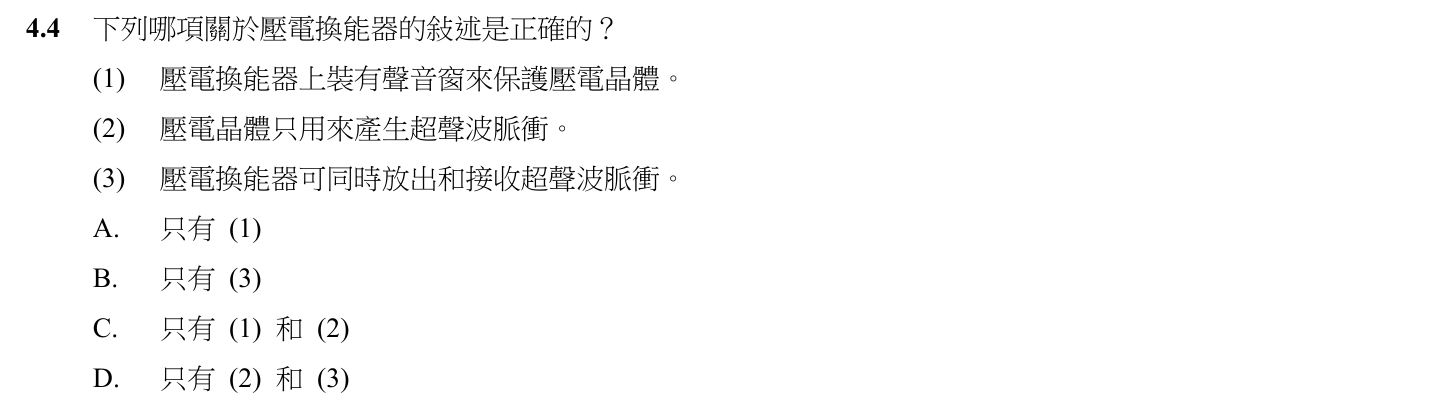 4.4 下列哪項關於壓電換能器的敍述是正確的？
(1) 壓電換能器上裝有聲音窗來保護壓電晶體。
(2) 壓電晶體只用來產生超聲波脈衝。
(3) 壓電換能器可同時放出和接收超聲波脈衝。
A. 只有 (1)
B. 只有 (3)
C. 只有 (1) 和 (2)
D. 只有 (2) 和 (3)